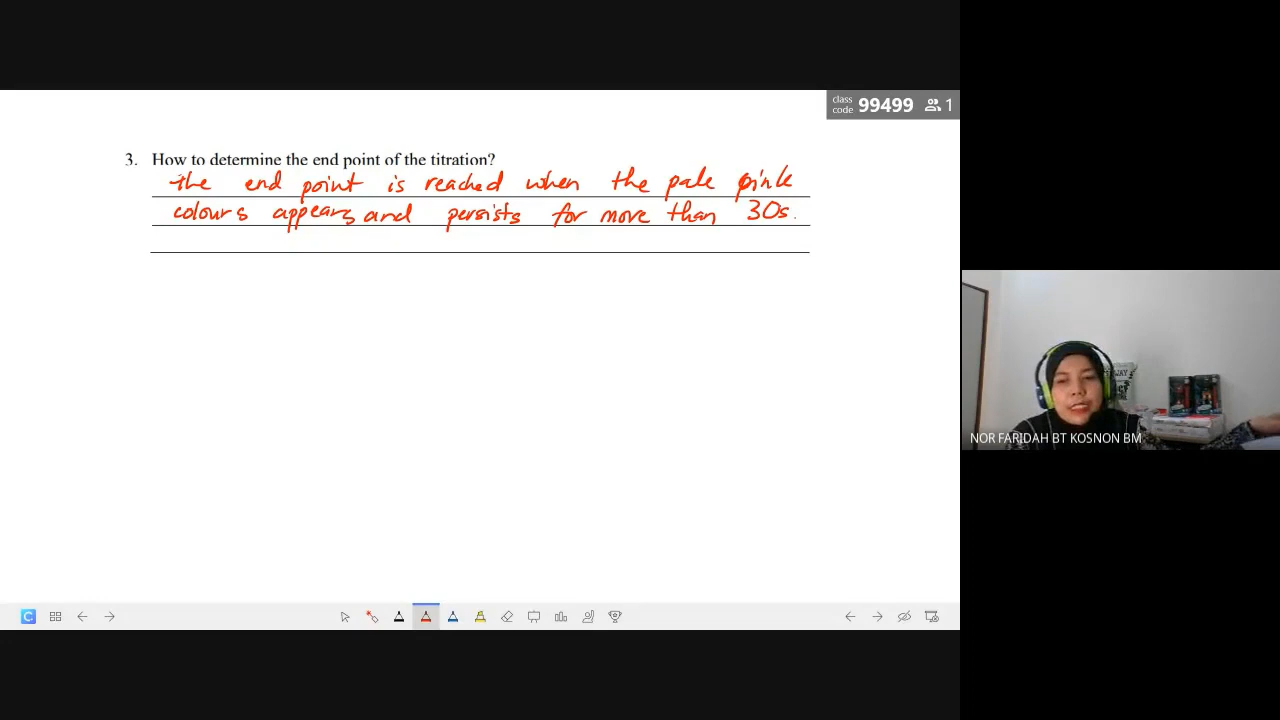 class
code 99499 1
3. How to determine the end point of the titration?
the end point is reached when the pale pink
colours appears and persists for more than 30s.
NOR FARIDAH BT KOSNON BM
C